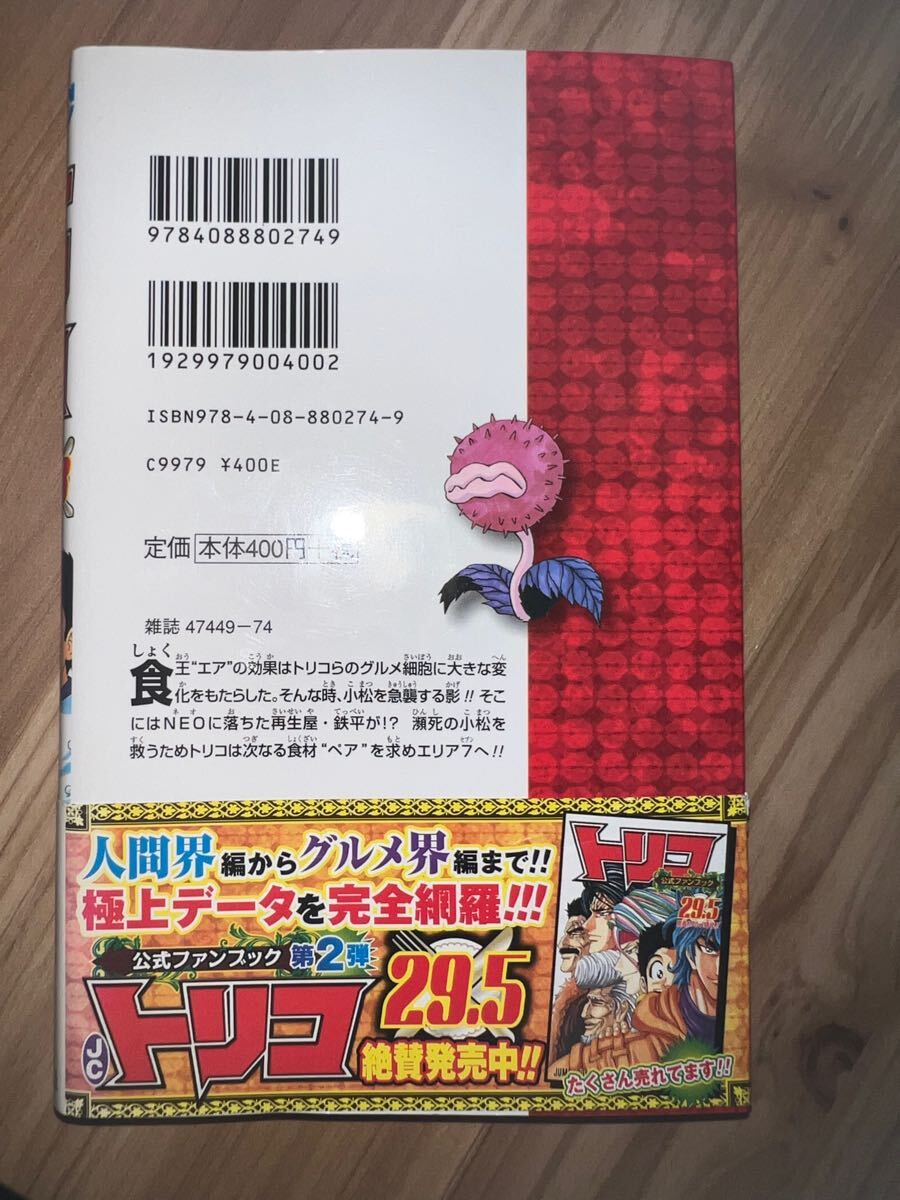 9784088802749
1929979004002
ISBN978-4-08-880274-9
C9979 ¥400E
定価 本体400円+
雑誌 47449-74
食王“エア”の効果はトリコらのグルメ細胞に大きな変
化をもたらした。そんな時、小松を急襲する影!! そこ
にはNEOに落ちた再生屋・鉄平が!? 瀕死の小松を
救うためトリコは次なる食材“ペア”を求めエリア7へ!!
人間界編からグルメ界編まで!!
極上データを完全網羅!!!
公式ファンブック 第2弾
トリコ
29.5
絶賛発売中!!
JC
トリコ
公式ファンブック
29.5
たくさん売れてます!!